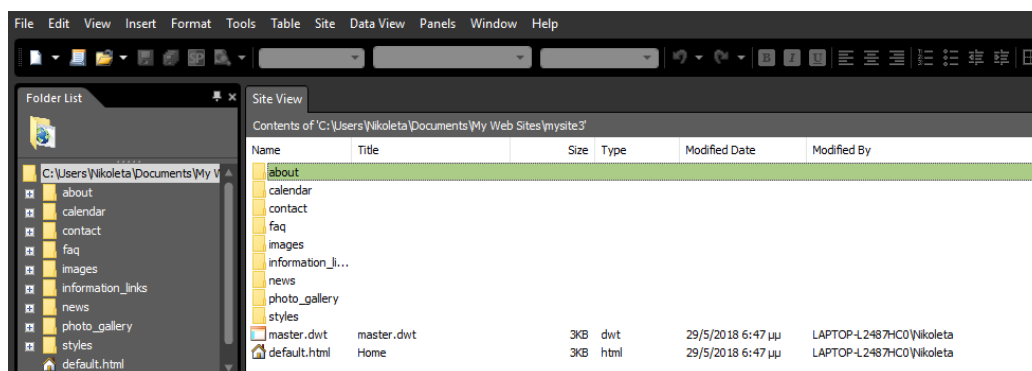 File Edit View Insert Format Tools Table Site Data View Panels Window Help
SP
B I U
Folder List
C:\Users\Nikoleta\Documents\My
about
calendar
contact
faq
images
information_links
news
photo_gallery
styles
default.html
Site View
Contents of 'C:\Users\Nikoleta\Documents\My Web Sites\mysite3'
Name Title Size Type Modified Date Modified By
about
calendar
contact
faq
images
information_li...
news
photo_gallery
styles
master.dwt master.dwt 3KB dwt 29/5/2018 6:47 μμ LAPTOP-L2487HC0\Nikoleta
default.html Home 3KB html 29/5/2018 6:47 μμ LAPTOP-L2487HC0\Nikoleta